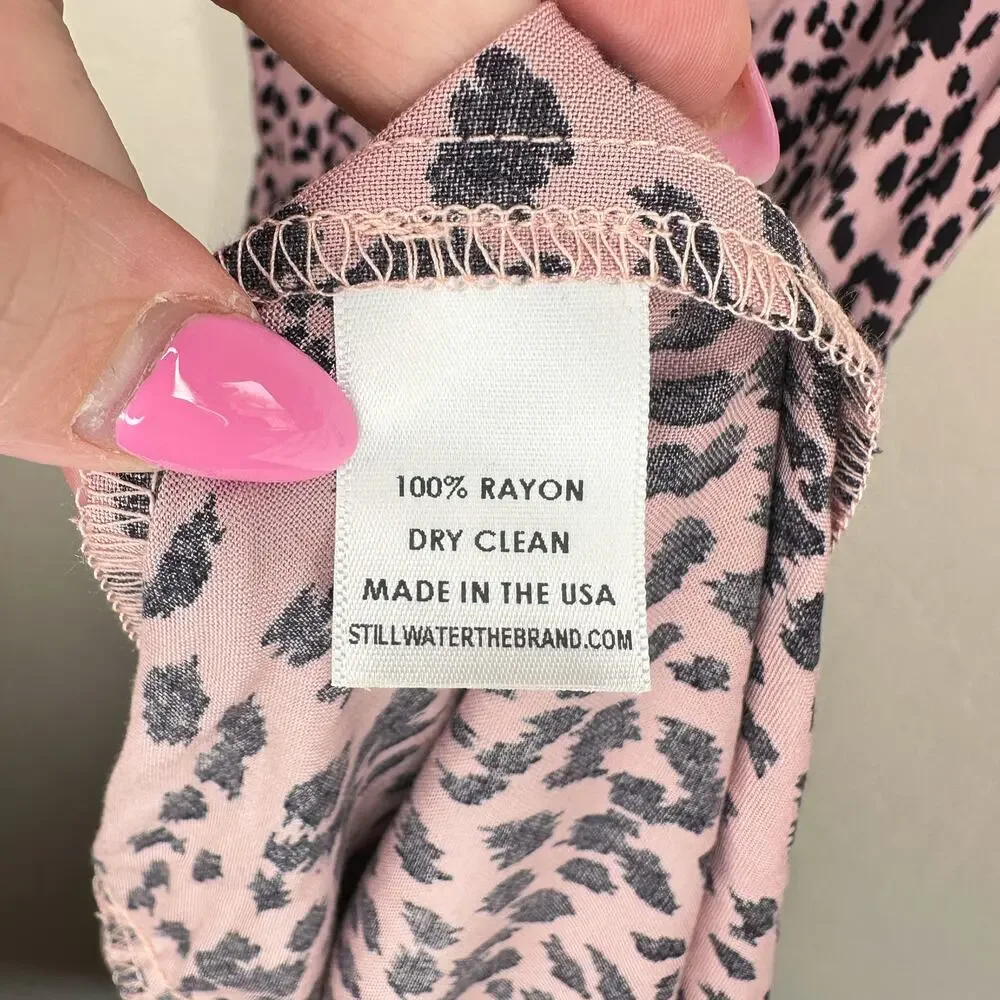 100% RAYON
DRY CLEAN
MADE IN THE USA
STILLWATERTHEBRAND.COM